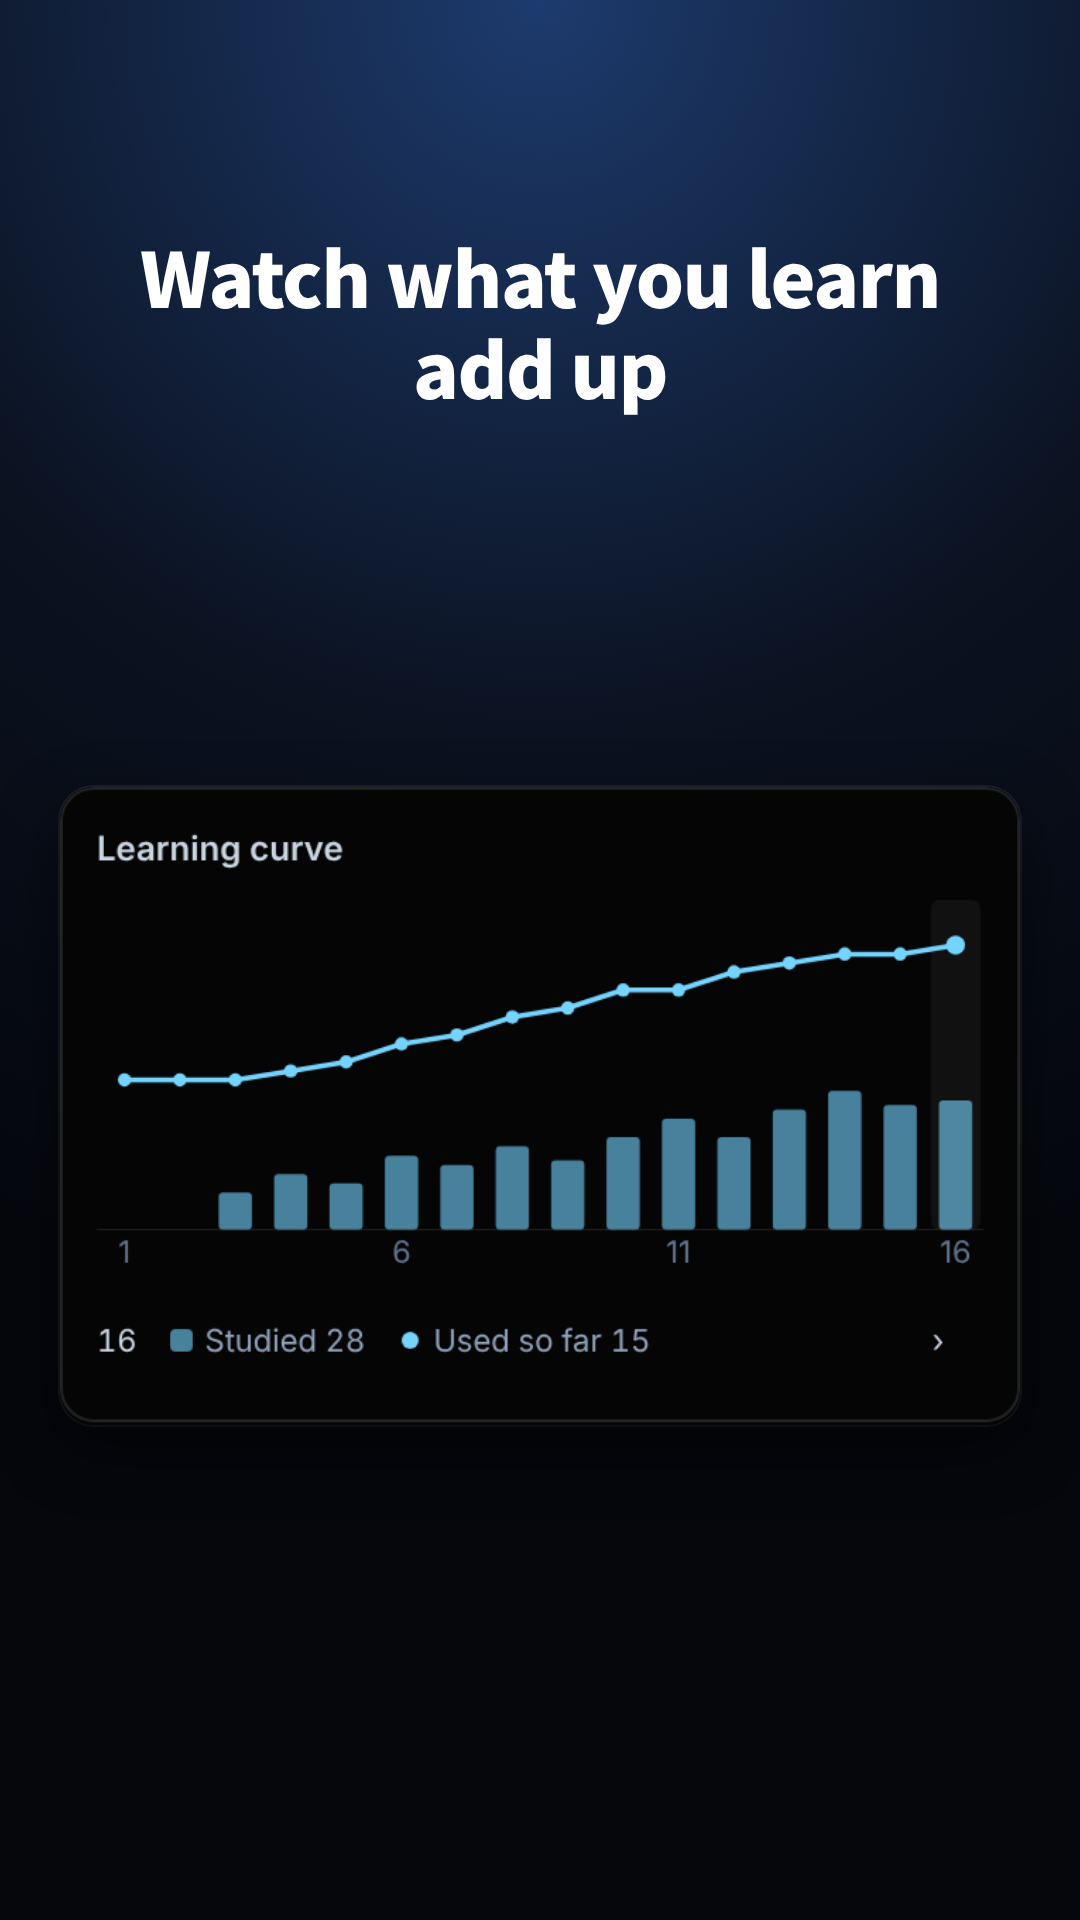 Watch what you learn
add up
Learning curve
1 6 11 16
16 Studied 28 Used so far 15 ›